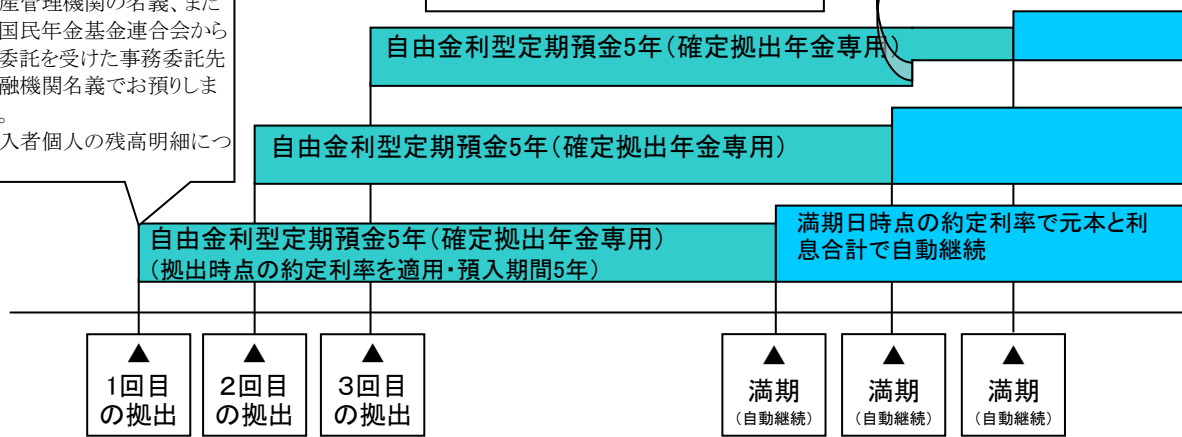 産管理機関の名義、また
国民年金基金連合会から
委託を受けた事務委託先
融機関名義でお預りしま
。
入者個人の残高明細につ
自由金利型定期預金5年(確定拠出年金専用)
自由金利型定期預金5年(確定拠出年金専用)
自由金利型定期預金5年(確定拠出年金専用)
(拠出時点の約定利率を適用・預入期間5年)
満期日時点の約定利率で元本と利
息合計で自動継続
▲
1回目
の拠出
▲
2回目
の拠出
▲
3回目
の拠出
▲
満期
(自動継続)
▲
満期
(自動継続)
▲
満期
(自動継続)